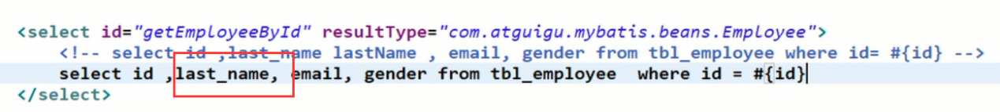 <select id="getEmployeeById" resultType="com.atguigu.mybatis.beans.Employee">
<!-- select id ,last_name lastName , email, gender from tbl_employee where id= #{id} -->
select id ,last_name, email, gender from tbl_employee  where id = #{id}
</select>